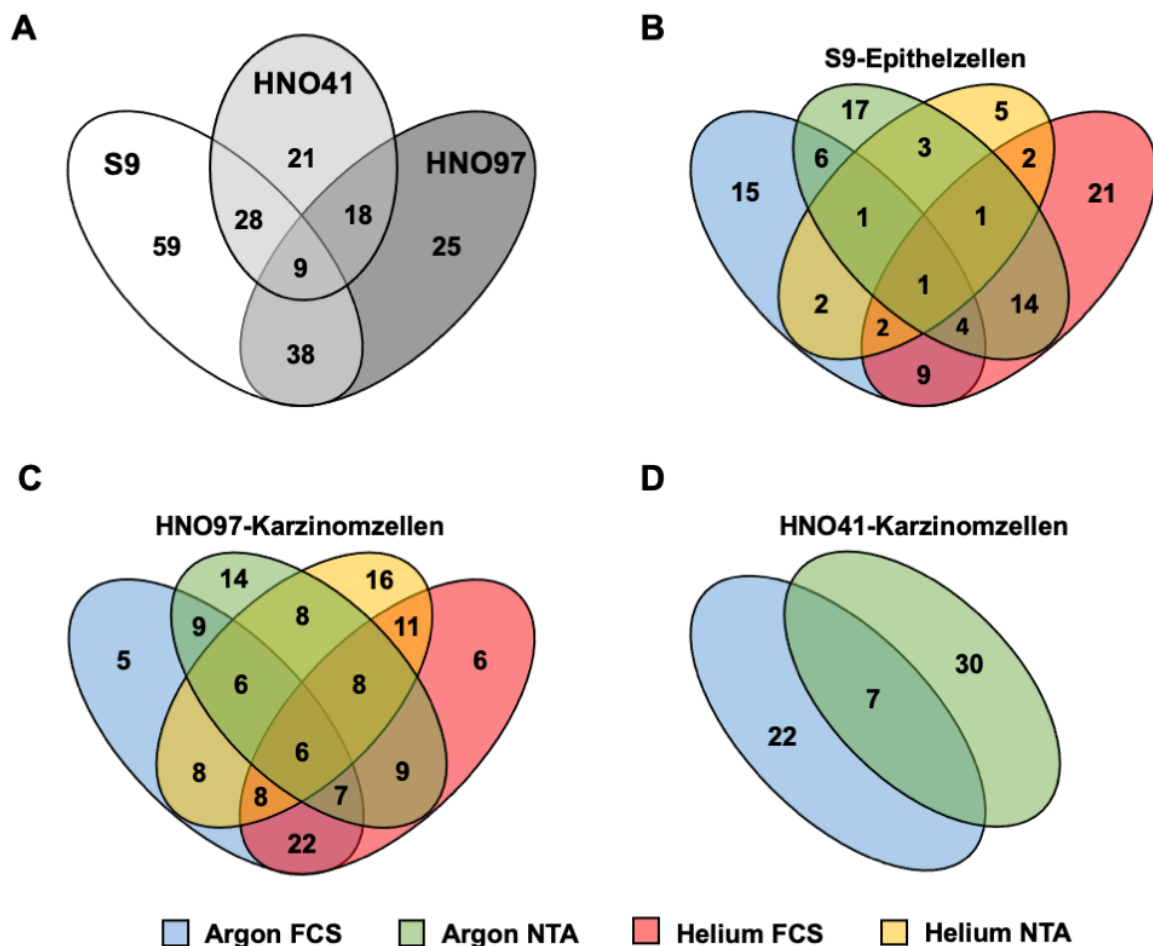 A
HNO41
S9
HNO97
21
28
18
59
25
9
38
B
S9-Epithelzellen
17
5
3
6
2
15
21
1
1
1
2
14
2
4
9
C
HNO97-Karzinomzellen
14
16
8
9
11
5
6
6
8
6
8
9
8
7
22
D
HNO41-Karzinomzellen
30
7
22
Argon FCS
Argon NTA
Helium FCS
Helium NTA